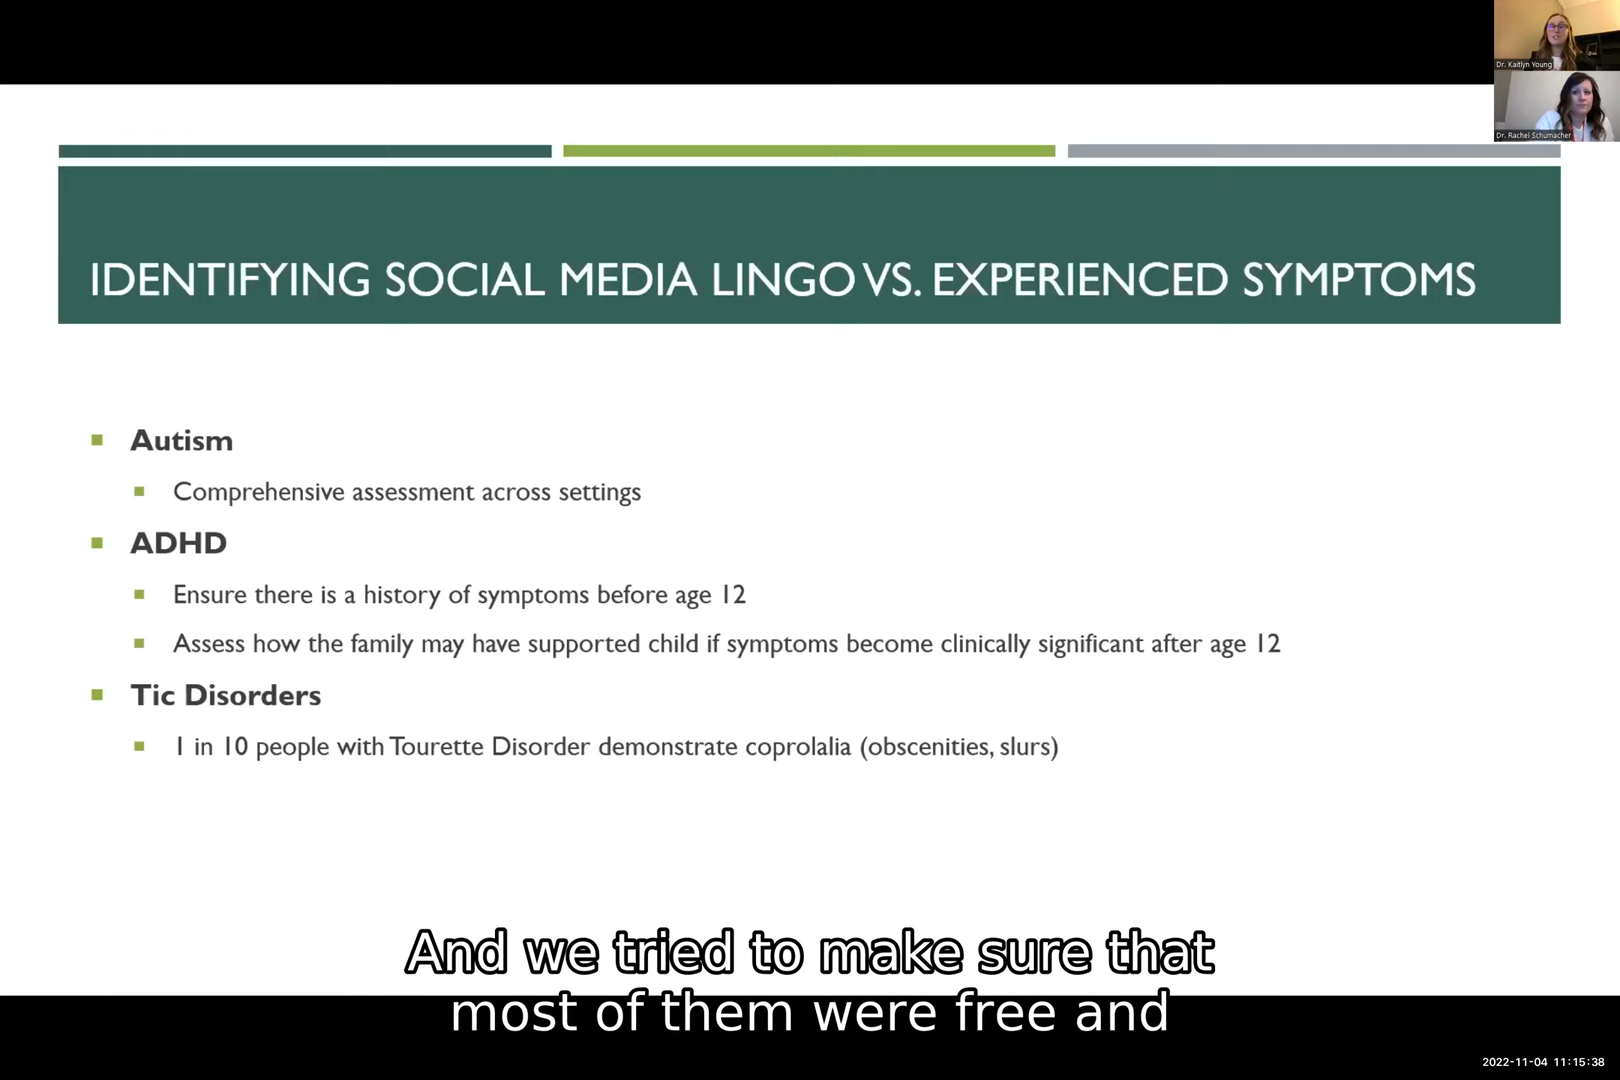 Dr. Kaitlyn Young
Dr. Rachel Schumacher
IDENTIFYING SOCIAL MEDIA LINGO VS. EXPERIENCED SYMPTOMS
Autism
Comprehensive assessment across settings
ADHD
Ensure there is a history of symptoms before age 12
Assess how the family may have supported child if symptoms become clinically significant after age 12
Tic Disorders
1 in 10 people with Tourette Disorder demonstrate coprolalia (obscenities, slurs)
And we tried to make sure that
most of them were free and
2022-11-04 11:15:38